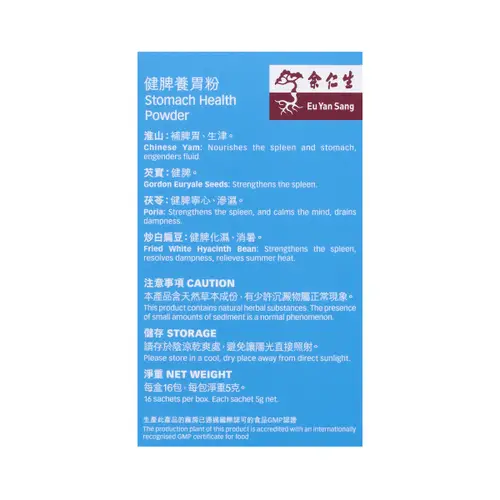 余仁生
Eu Yan Sang
健脾養胃粉
Stomach Health
Powder
淮山：補脾胃、生津。
Chinese Yam: Nourishes the spleen and stomach,
engenders fluid
芡實：健脾。
Gordon Euryale Seeds: Strengthens the spleen.
茯苓：健脾寧心、滲濕。
Poria: Strengthens the spleen, and calms the mind, drains
dampness.
炒白扁豆：健脾化濕、消暑。
Fried White Hyacinth Bean: Strengthens the spleen,
resolves dampness, relieves summer heat.
注意事項 CAUTION
本產品含天然草本成份，有少許沉澱物屬正常現象。
This product contains natural herbal substances. The presence
of small amounts of sediment is a normal phenomenon.
儲存 STORAGE
請存於陰涼乾爽處，避免讓陽光直接照射。
Please store in a cool, dry place away from direct sunlight.
淨重 NET WEIGHT
每盒16包，每包淨重5克。
16 sachets per box. Each sachet 5g net.
生產此產品的廠房已通過國際認可的食品GMP認證
The production plant of this product is accredited with an internationally
recognised GMP certificate for food